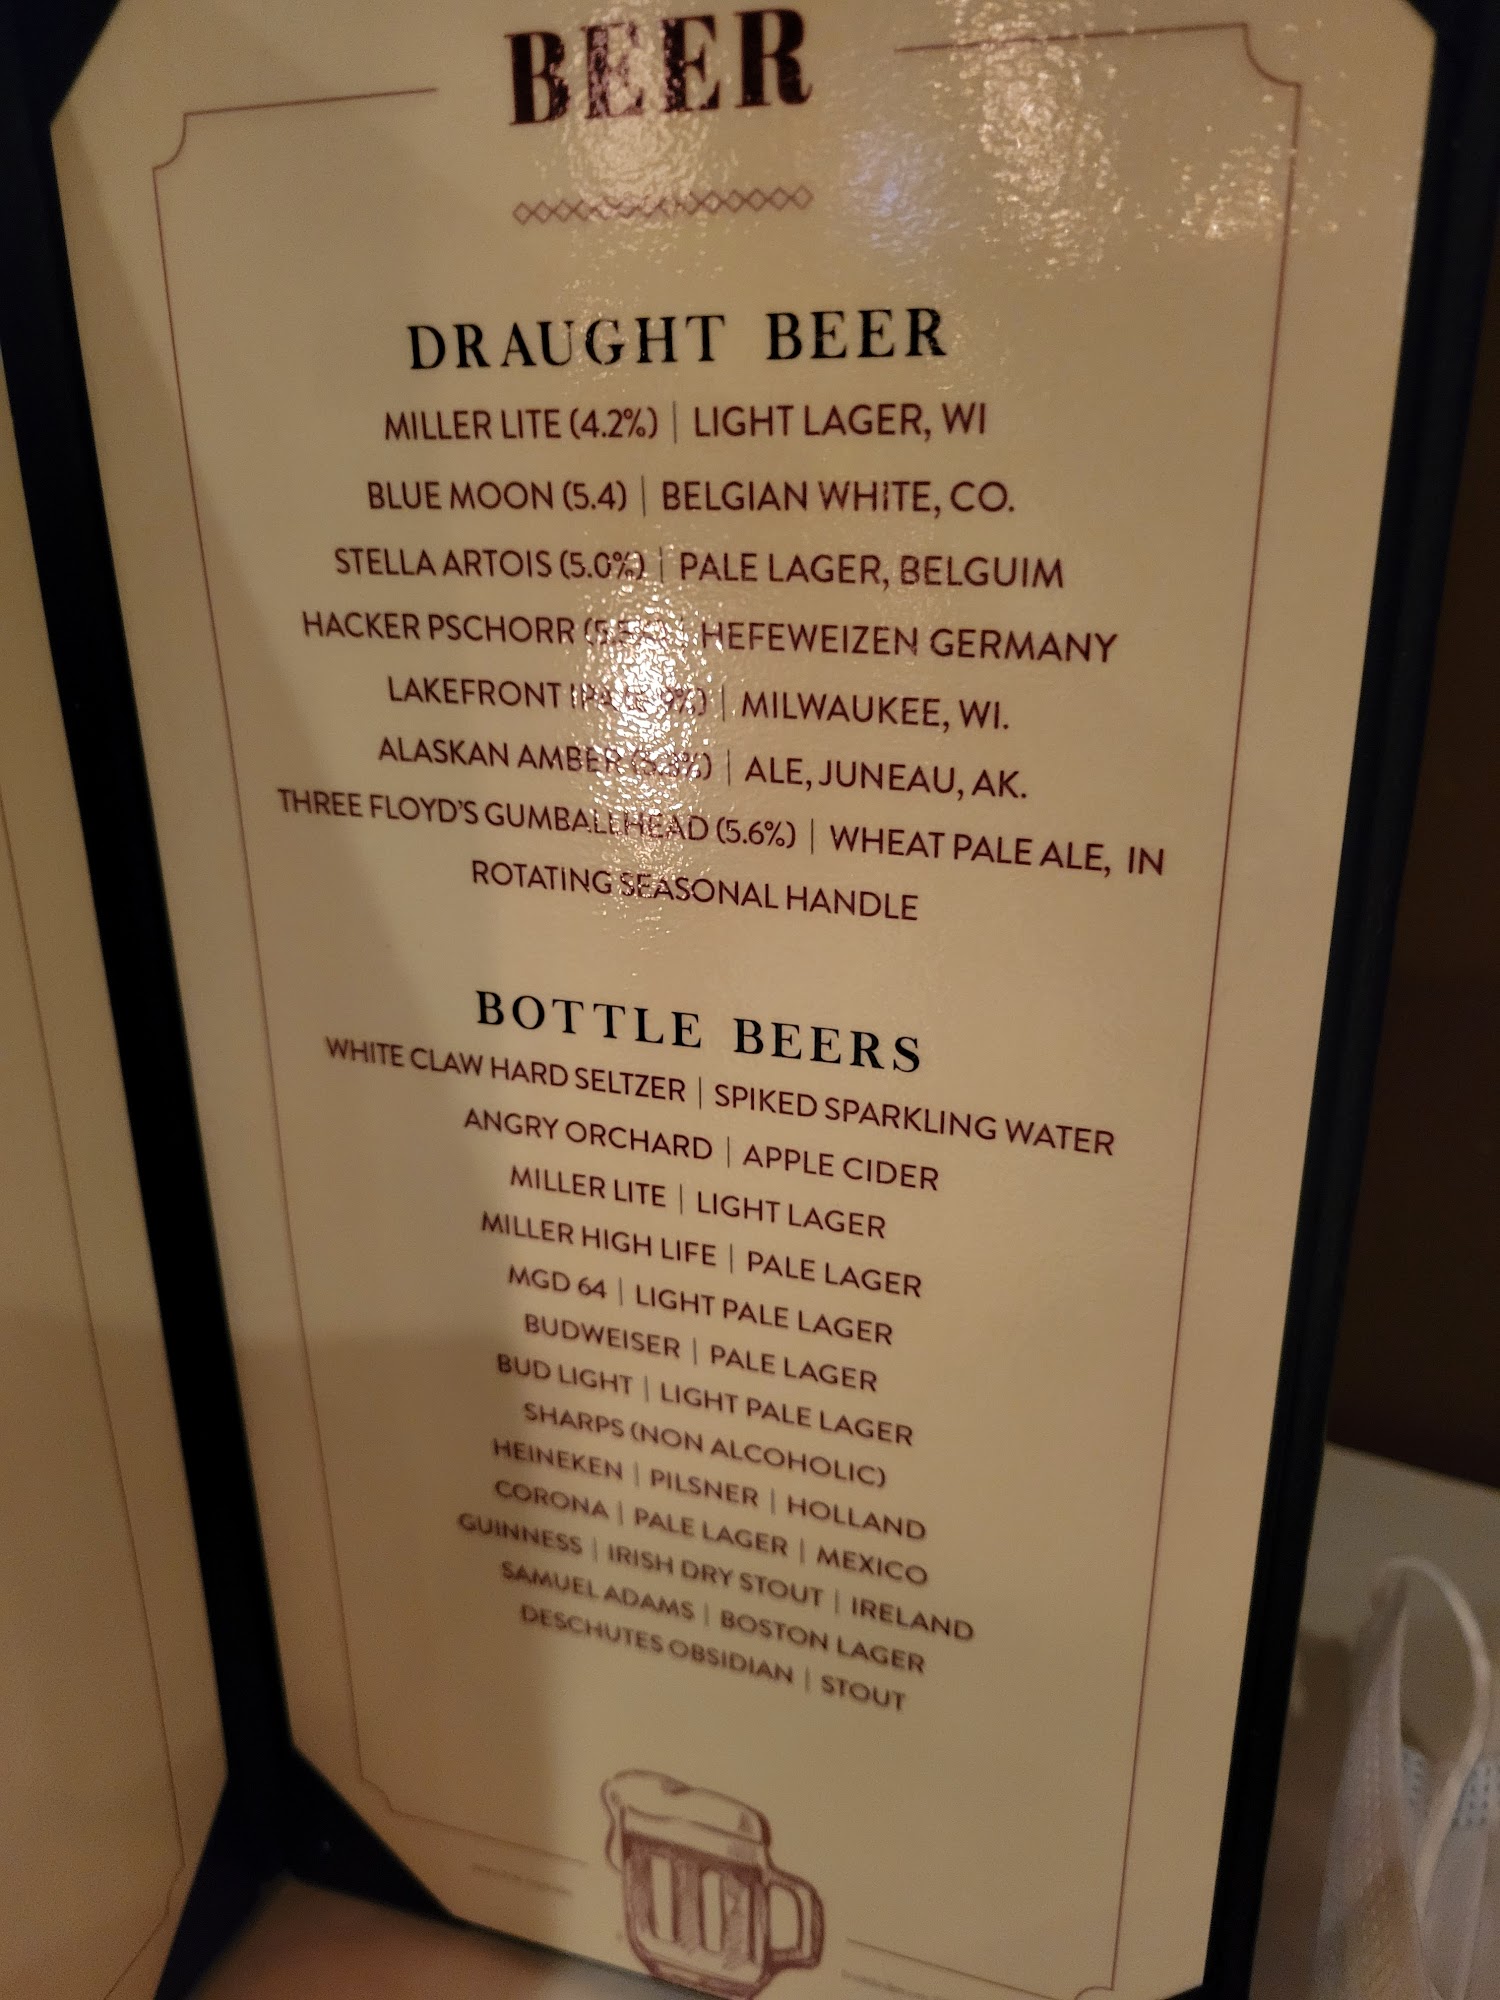 BEER
DRAUGHT BEER
MILLER LITE (4.2%) | LIGHT LAGER, WI
BLUE MOON (5.4) | BELGIAN WHITE, CO.
STELLA ARTOIS (5.0%) | PALE LAGER, BELGUIM
HACKER PSCHORR | HEFEWEIZEN GERMANY
LAKEFRONT IPA | MILWAUKEE, WI.
ALASKAN AMBER | ALE, JUNEAU, AK.
THREE FLOYD'S GUMBALLHEAD (5.6%) | WHEAT PALE ALE, IN
ROTATING SEASONAL HANDLE
BOTTLE BEERS
WHITE CLAW HARD SELTZER | SPIKED SPARKLING WATER
ANGRY ORCHARD | APPLE CIDER
MILLER LITE | LIGHT LAGER
MILLER HIGH LIFE | PALE LAGER
MGD 64 | LIGHT PALE LAGER
BUDWEISER | PALE LAGER
BUD LIGHT | LIGHT PALE LAGER
SHARPS (NON ALCOHOLIC)
HEINEKEN | PILSNER | HOLLAND
CORONA | PALE LAGER | MEXICO
GUINNESS | IRISH DRY STOUT | IRELAND
SAMUEL ADAMS | BOSTON LAGER
DESCHUTES OBSIDIAN | STOUT